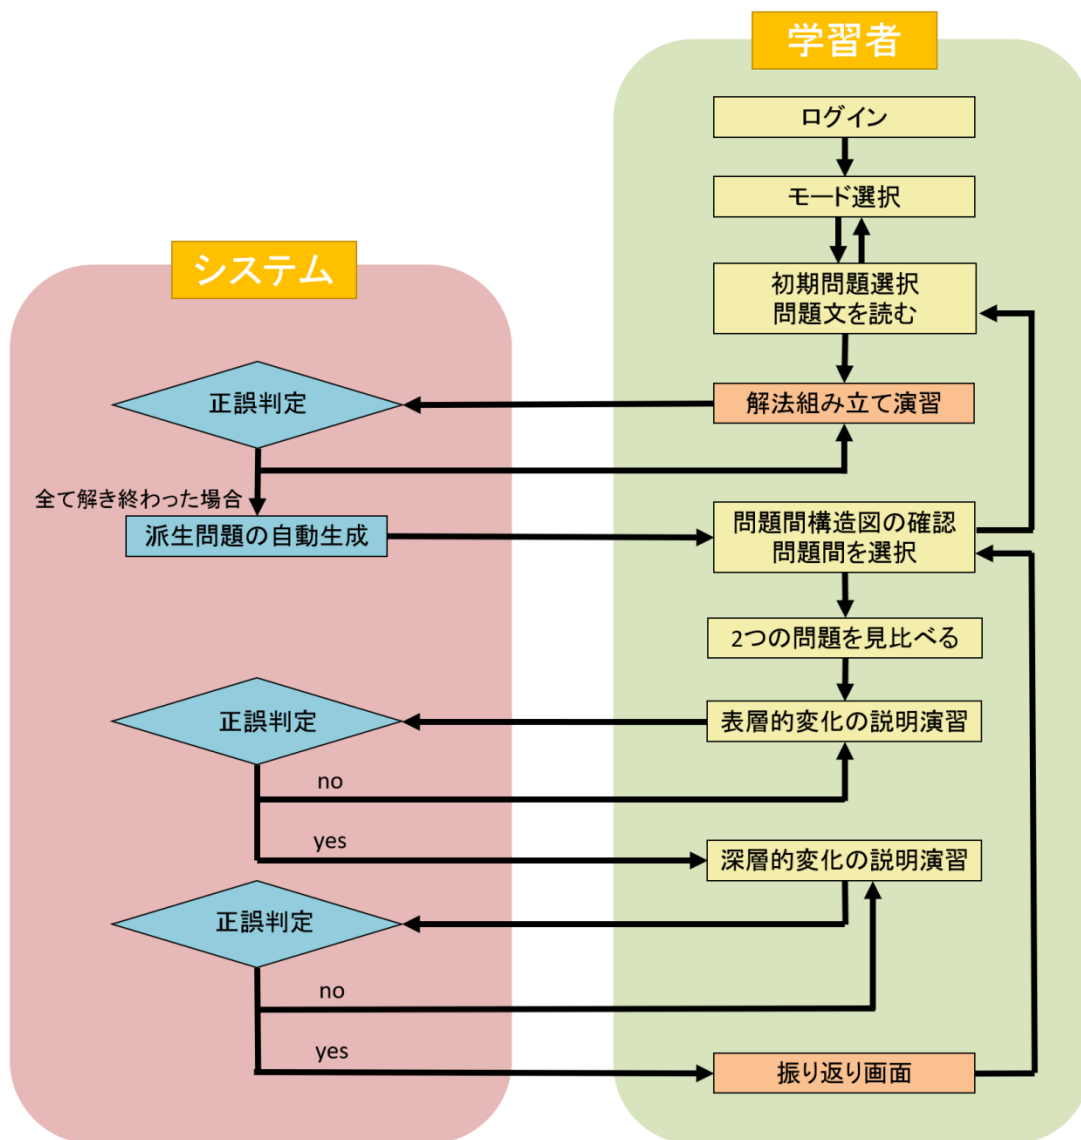 学習者
ログイン
モード選択
システム
初期問題選択
問題文を読む
正誤判定
解法組み立て演習
全て解き終わった場合
派生問題の自動生成
問題間構造図の確認
問題間を選択
2つの問題を見比べる
正誤判定
表層的変化の説明演習
no
yes
深層的変化の説明演習
正誤判定
no
yes
振り返り画面